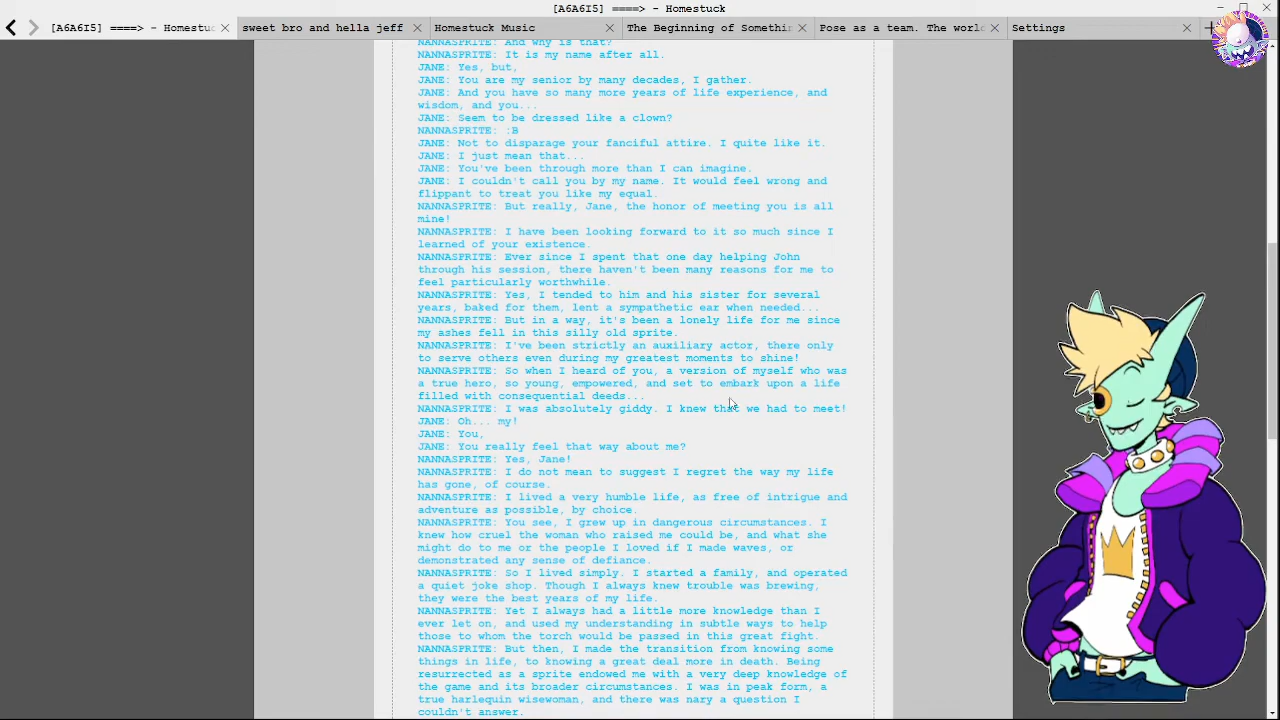 [A6A6I5] ====> - Homestuck
[A6A6I5] ====> - Homestuc
sweet bro and hella jeff
Homestuck Music
The Beginning of Somethin
Pose as a team. The world
Settings
NANNASPRITE: And why is that?
NANNASPRITE: It is my name after all.
JANE: Yes, but,
JANE: You are my senior by many decades, I gather.
JANE: And you have so many more years of life experience, and
wisdom, and you...
JANE: Seem to be dressed like a clown?
NANNASPRITE: :B
JANE: Not to disparage your fanciful attire. I quite like it.
JANE: I just mean that...
JANE: You've been through more than I can imagine.
JANE: I couldn't call you by my name. It would feel wrong and
flippant to treat you like my equal.
NANNASPRITE: But really, Jane, the honor of meeting you is all
mine!
NANNASPRITE: I have been looking forward to it so much since I
learned of your existence.
NANNASPRITE: Ever since I spent that one day helping John
through his session, there haven't been many reasons for me to
feel particularly worthwhile.
NANNASPRITE: Yes, I tended to him and his sister for several
years, baked for them, lent a sympathetic ear when needed...
NANNASPRITE: But in a way, it's been a lonely life for me since
my ashes fell in this silly old sprite.
NANNASPRITE: I've been strictly an auxiliary actor, there only
to serve others even during my greatest moments to shine!
NANNASPRITE: So when I heard of you, a version of myself who was
a true hero, so young, empowered, and set to embark upon a life
filled with consequential deeds...
NANNASPRITE: I was absolutely giddy. I knew that we had to meet!
JANE: Oh... my!
JANE: You,
JANE: You really feel that way about me?
NANNASPRITE: Yes, Jane!
NANNASPRITE: I do not mean to suggest I regret the way my life
has gone, of course.
NANNASPRITE: I lived a very humble life, as free of intrigue and
adventure as possible, by choice.
NANNASPRITE: You see, I grew up in dangerous circumstances. I
knew how cruel the woman who raised me could be, and what she
might do to me or the people I loved if I made waves, or
demonstrated any sense of defiance.
NANNASPRITE: So I lived simply. I started a family, and operated
a quiet joke shop. Though I always knew trouble was brewing,
they were the best years of my life.
NANNASPRITE: Yet I always had a little more knowledge than I
ever let on, and used my understanding in subtle ways to help
those to whom the torch would be passed in this great fight.
NANNASPRITE: But then, I made the transition from knowing some
things in life, to knowing a great deal more in death. Being
resurrected as a sprite endowed me with a very deep knowledge of
the game and its broader circumstances. I was in peak form, a
true harlequin wisewoman, and there was nary a question I
couldn't answer.